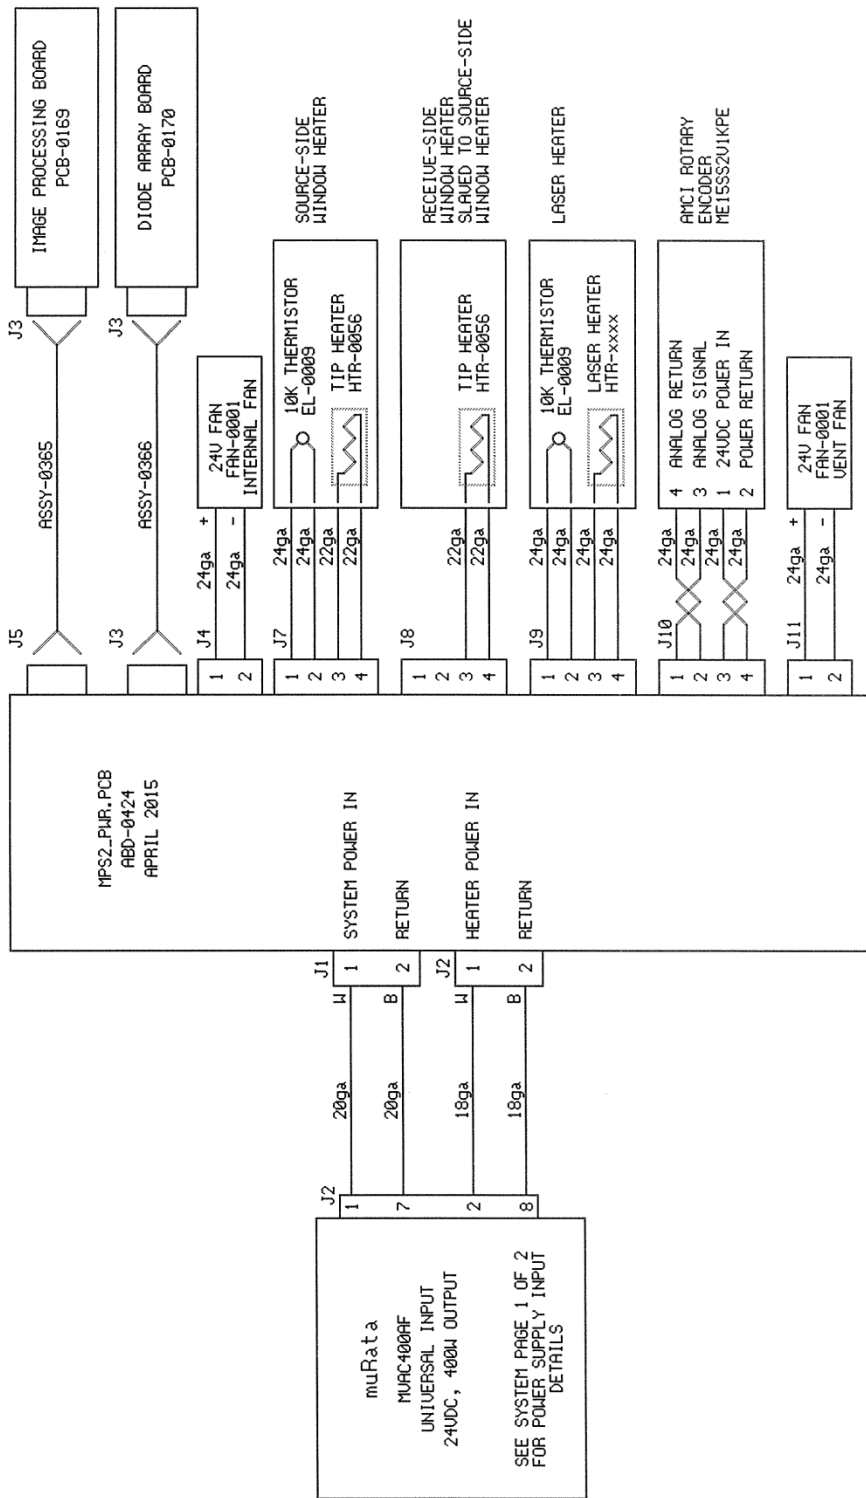 IMAGE PROCESSING BOARD
PCB-0169
J3
ASSY-0365
J5
DIODE ARRAY BOARD
PCB-0170
J3
ASSY-0366
J3
24V FAN
FAN-0001
INTERNAL FAN
+
-
24ga
24ga
J4
1
2
SOURCE-SIDE
WINDOW HEATER
10K THERMISTOR
EL-0009
TIP HEATER
HTR-0056
24ga
24ga
22ga
22ga
J7
1
2
3
4
RECEIVE-SIDE
WINDOW HEATER
SLAVED TO SOURCE-SIDE
WINDOW HEATER
TIP HEATER
HTR-0056
22ga
22ga
J8
1
2
3
4
LASER HEATER
10K THERMISTOR
EL-0009
LASER HEATER
HTR-xxxx
24ga
24ga
24ga
24ga
J9
1
2
3
4
AMCI ROTARY
ENCODER
ME15SS2U1KPE
4 ANALOG RETURN
3 ANALOG SIGNAL
1 24VDC POWER IN
2 POWER RETURN
24ga
24ga
24ga
24ga
J10
1
2
3
4
24V FAN
FAN-0001
VENT FAN
+
-
24ga
24ga
J11
1
2
MPS2_PWR.PCB
ABD-0424
APRIL 2015
SYSTEM POWER IN
RETURN
HEATER POWER IN
RETURN
J1
1
2
J2
1
2
W
B
W
B
20ga
20ga
18ga
18ga
J2
1
7
2
8
muRata
MVAC400AF
UNIVERSAL INPUT
24VDC, 400W OUTPUT
SEE SYSTEM PAGE 1 OF 2
FOR POWER SUPPLY INPUT
DETAILS